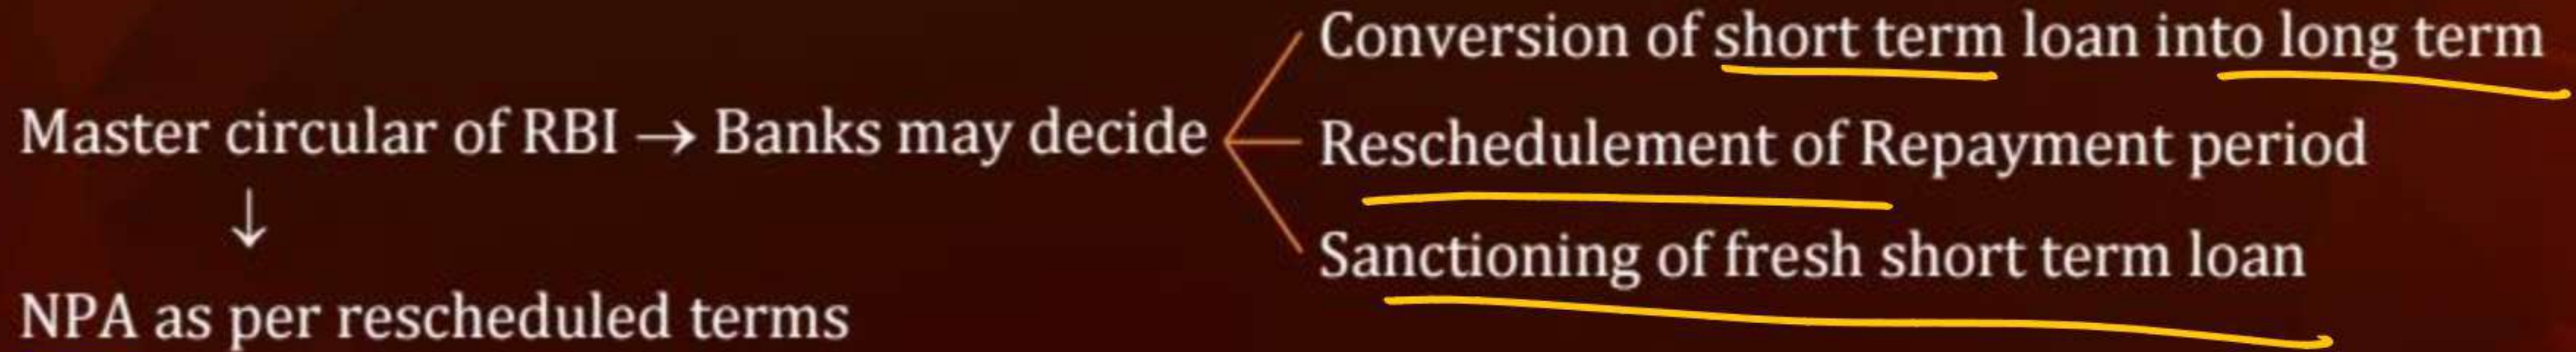 Conversion of short term loan into long term
Master circular of RBI → Banks may decide
Reschedulement of Repayment period
↓
Sanctioning of fresh short term loan
NPA as per rescheduled terms